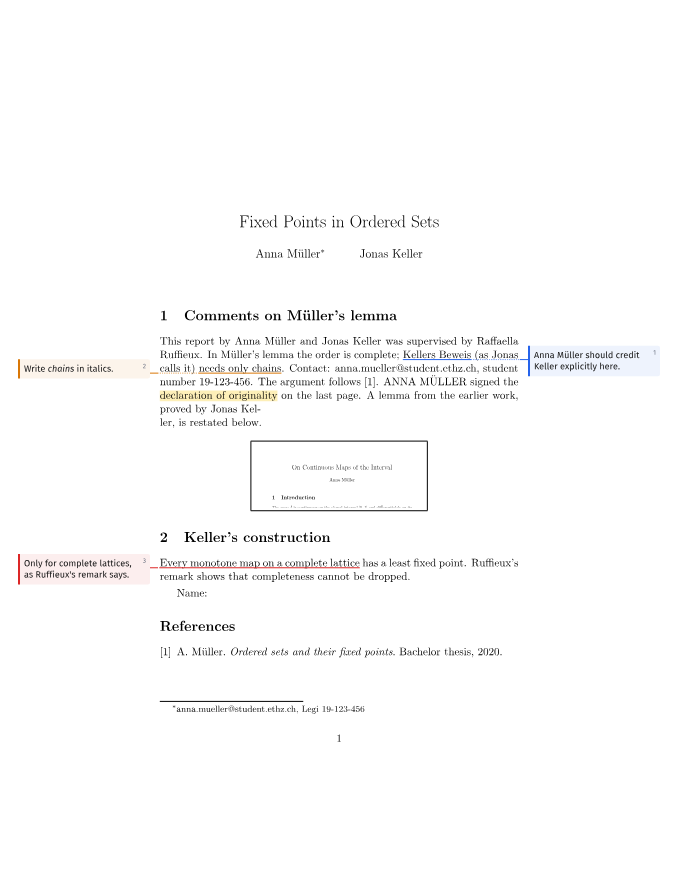 Fixed Points in Ordered Sets
Anna Müller* Jonas Keller
1 Comments on Müller's lemma
This report by Anna Müller and Jonas Keller was supervised by Raffaella
Ruffieux. In Müller's lemma the order is complete; Kellers Beweis (as Jonas
calls it) needs only chains. Contact: anna.mueller@student.ethz.ch, student
number 19-123-456. The argument follows [1]. ANNA MÜLLER signed the
declaration of originality on the last page. A lemma from the earlier work,
proved by Jonas Kel-
ler, is restated below.
Write chains in italics. 2
Anna Müller should credit 1
Keller explicitly here.
On Continuous Maps of the Interval
Anna Müller
1 Introduction
2 Keller's construction
Every monotone map on a complete lattice has a least fixed point. Ruffieux's
remark shows that completeness cannot be dropped.
Name:
Only for complete lattices, 3
as Ruffieux's remark says.
References
[1] A. Müller. Ordered sets and their fixed points. Bachelor thesis, 2020.
*anna.mueller@student.ethz.ch, Legi 19-123-456
1